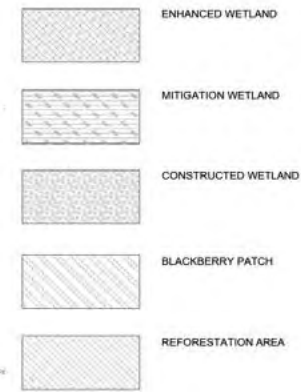 ENHANCED WETLAND
MITIGATION WETLAND
CONSTRUCTED WETLAND
BLACKBERRY PATCH
REFORESTATION AREA